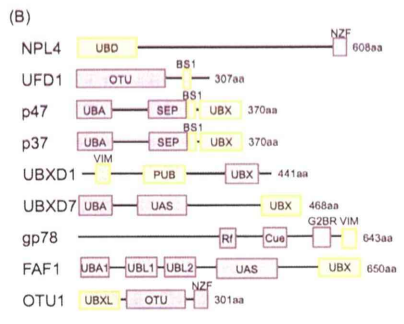 (B)
NZF
NPL4 UBD 608aa
BS1
UFD1 OTU 307aa
BS1
p47 UBA SEP UBX 370aa
BS1
p37 UBA SEP UBX 370aa
VIM
UBXD1 PUB UBX 441aa
UBXD7 UBA UAS UBX 468aa
G2BR VIM
gp78 Rf Cue 643aa
FAF1 UBA1 UBL1 UBL2 UAS UBX 650aa
NZF
OTU1 UBXL OTU 301aa